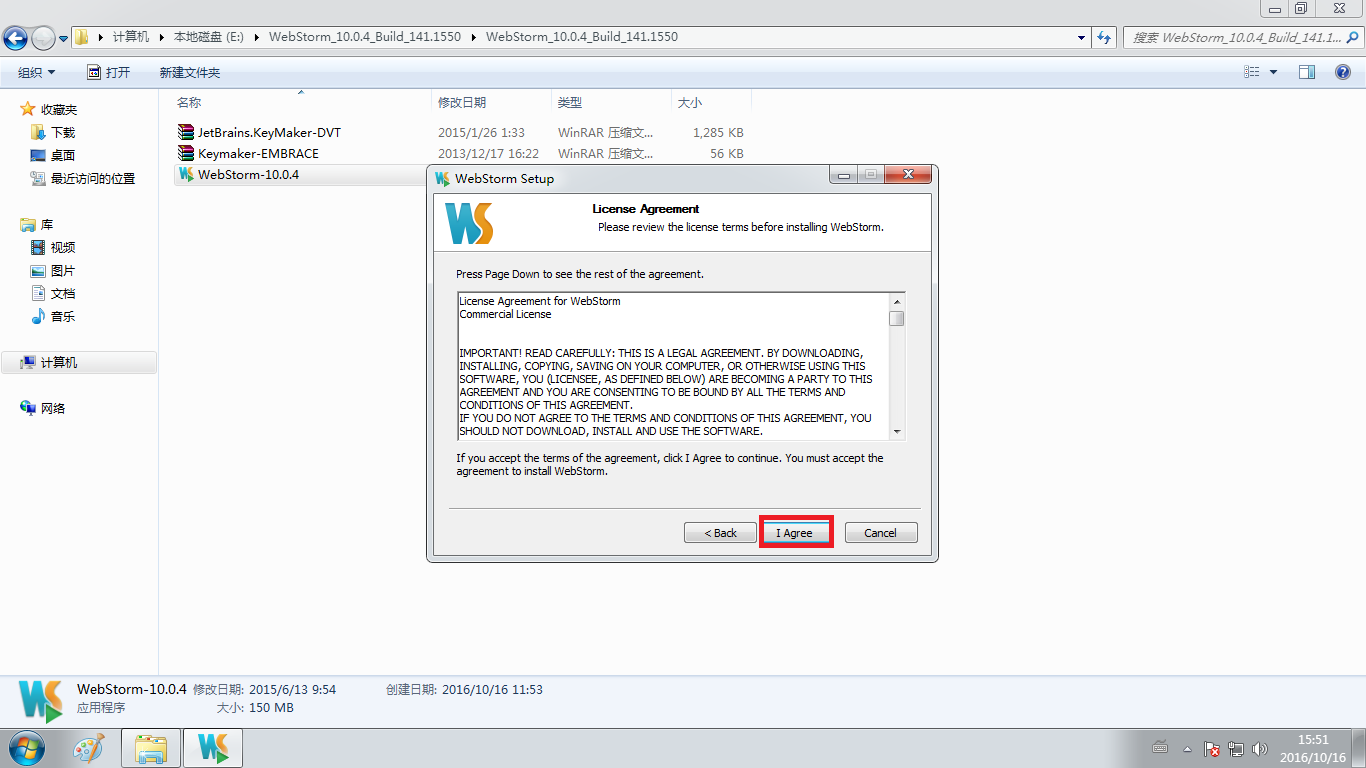 计算机 本地磁盘 (E:) WebStorm_10.0.4_Build_141.1550 WebStorm_10.0.4_Build_141.1550
搜索 WebStorm_10.0.4_Build_141.1...
组织 打开 新建文件夹
收藏夹
下载
桌面
最近访问的位置
库
视频
图片
文档
音乐
计算机
网络
名称 修改日期 类型 大小
JetBrains.KeyMaker-DVT 2015/1/26 1:33 WinRAR 压缩文... 1,285 KB
Keymaker-EMBRACE 2013/12/17 16:22 WinRAR 压缩文... 56 KB
WebStorm-10.0.4
WebStorm Setup
WS
License Agreement
Please review the license terms before installing WebStorm.
Press Page Down to see the rest of the agreement.
License Agreement for WebStorm
Commercial License
IMPORTANT! READ CAREFULLY: THIS IS A LEGAL AGREEMENT. BY DOWNLOADING,
INSTALLING, COPYING, SAVING ON YOUR COMPUTER, OR OTHERWISE USING THIS
SOFTWARE, YOU (LICENSEE, AS DEFINED BELOW) ARE BECOMING A PARTY TO THIS
AGREEMENT AND YOU ARE CONSENTING TO BE BOUND BY ALL THE TERMS AND
CONDITIONS OF THIS AGREEMENT.
IF YOU DO NOT AGREE TO THE TERMS AND CONDITIONS OF THIS AGREEMENT, YOU
SHOULD NOT DOWNLOAD, INSTALL AND USE THE SOFTWARE.
If you accept the terms of the agreement, click I Agree to continue. You must accept the
agreement to install WebStorm.
< Back I Agree Cancel
WS
WebStorm-10.0.4 修改日期: 2015/6/13 9:54 创建日期: 2016/10/16 11:53
应用程序 大小: 150 MB
WS
15:51
2016/10/16